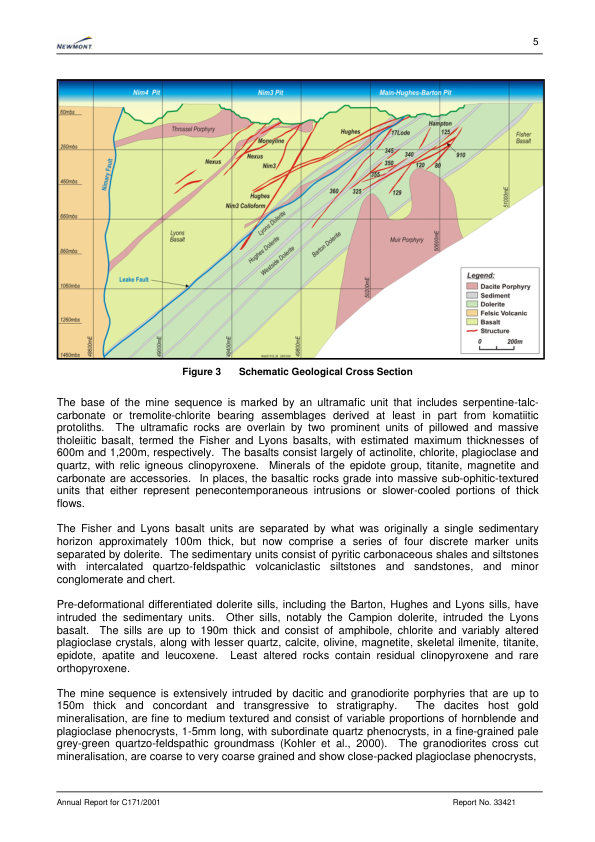 NEWMONT
5
Nim4 Pit
Nim3 Pit
Main-Hughes-Barton Pit
60mbs
260mbs
460mbs
660mbs
860mbs
1060mbs
1260mbs
1460mbs
Throssel Porphyry
Nimary Fault
Nexus
Moneyline
Nexus
Nim3
Hughes
Hughes
Nim3 Colloform
17Lode
Hampton
125
Fisher
Basalt
345
350
340
910
120
80
360
325
129
Lyons
Basalt
Lyons Dolerite
Hughes Dolerite
Westside Dolerite
Barton Dolerite
Muir Porphyry
Leake Fault
Legend:
Dacite Porphyry
Sediment
Dolerite
Felsic Volcanic
Basalt
Structure
0
200m
Figure 3 Schematic Geological Cross Section
The base of the mine sequence is marked by an ultramafic unit that includes serpentine-talc-
carbonate or tremolite-chlorite bearing assemblages derived at least in part from komatiitic
protoliths. The ultramafic rocks are overlain by two prominent units of pillowed and massive
tholeiitic basalt, termed the Fisher and Lyons basalts, with estimated maximum thicknesses of
600m and 1,200m, respectively. The basalts consist largely of actinolite, chlorite, plagioclase and
quartz, with relic igneous clinopyroxene. Minerals of the epidote group, titanite, magnetite and
carbonate are accessories. In places, the basaltic rocks grade into massive sub-ophitic-textured
units that either represent penecontemporaneous intrusions or slower-cooled portions of thick
flows.
The Fisher and Lyons basalt units are separated by what was originally a single sedimentary
horizon approximately 100m thick, but now comprise a series of four discrete marker units
separated by dolerite. The sedimentary units consist of pyritic carbonaceous shales and siltstones
with intercalated quartzo-feldspathic volcaniclastic siltstones and sandstones, and minor
conglomerate and chert.
Pre-deformational differentiated dolerite sills, including the Barton, Hughes and Lyons sills, have
intruded the sedimentary units. Other sills, notably the Campion dolerite, intruded the Lyons
basalt. The sills are up to 190m thick and consist of amphibole, chlorite and variably altered
plagioclase crystals, along with lesser quartz, calcite, olivine, magnetite, skeletal ilmenite, titanite,
epidote, apatite and leucoxene. Least altered rocks contain residual clinopyroxene and rare
orthopyroxene.
The mine sequence is extensively intruded by dacitic and granodiorite porphyries that are up to
150m thick and concordant and transgressive to stratigraphy. The dacites host gold
mineralisation, are fine to medium textured and consist of variable proportions of hornblende and
plagioclase phenocrysts, 1-5mm long, with subordinate quartz phenocrysts, in a fine-grained pale
grey-green quartzo-feldspathic groundmass (Kohler et al., 2000). The granodiorites cross cut
mineralisation, are coarse to very coarse grained and show close-packed plagioclase phenocrysts,
Annual Report for C171/2001
Report No. 33421